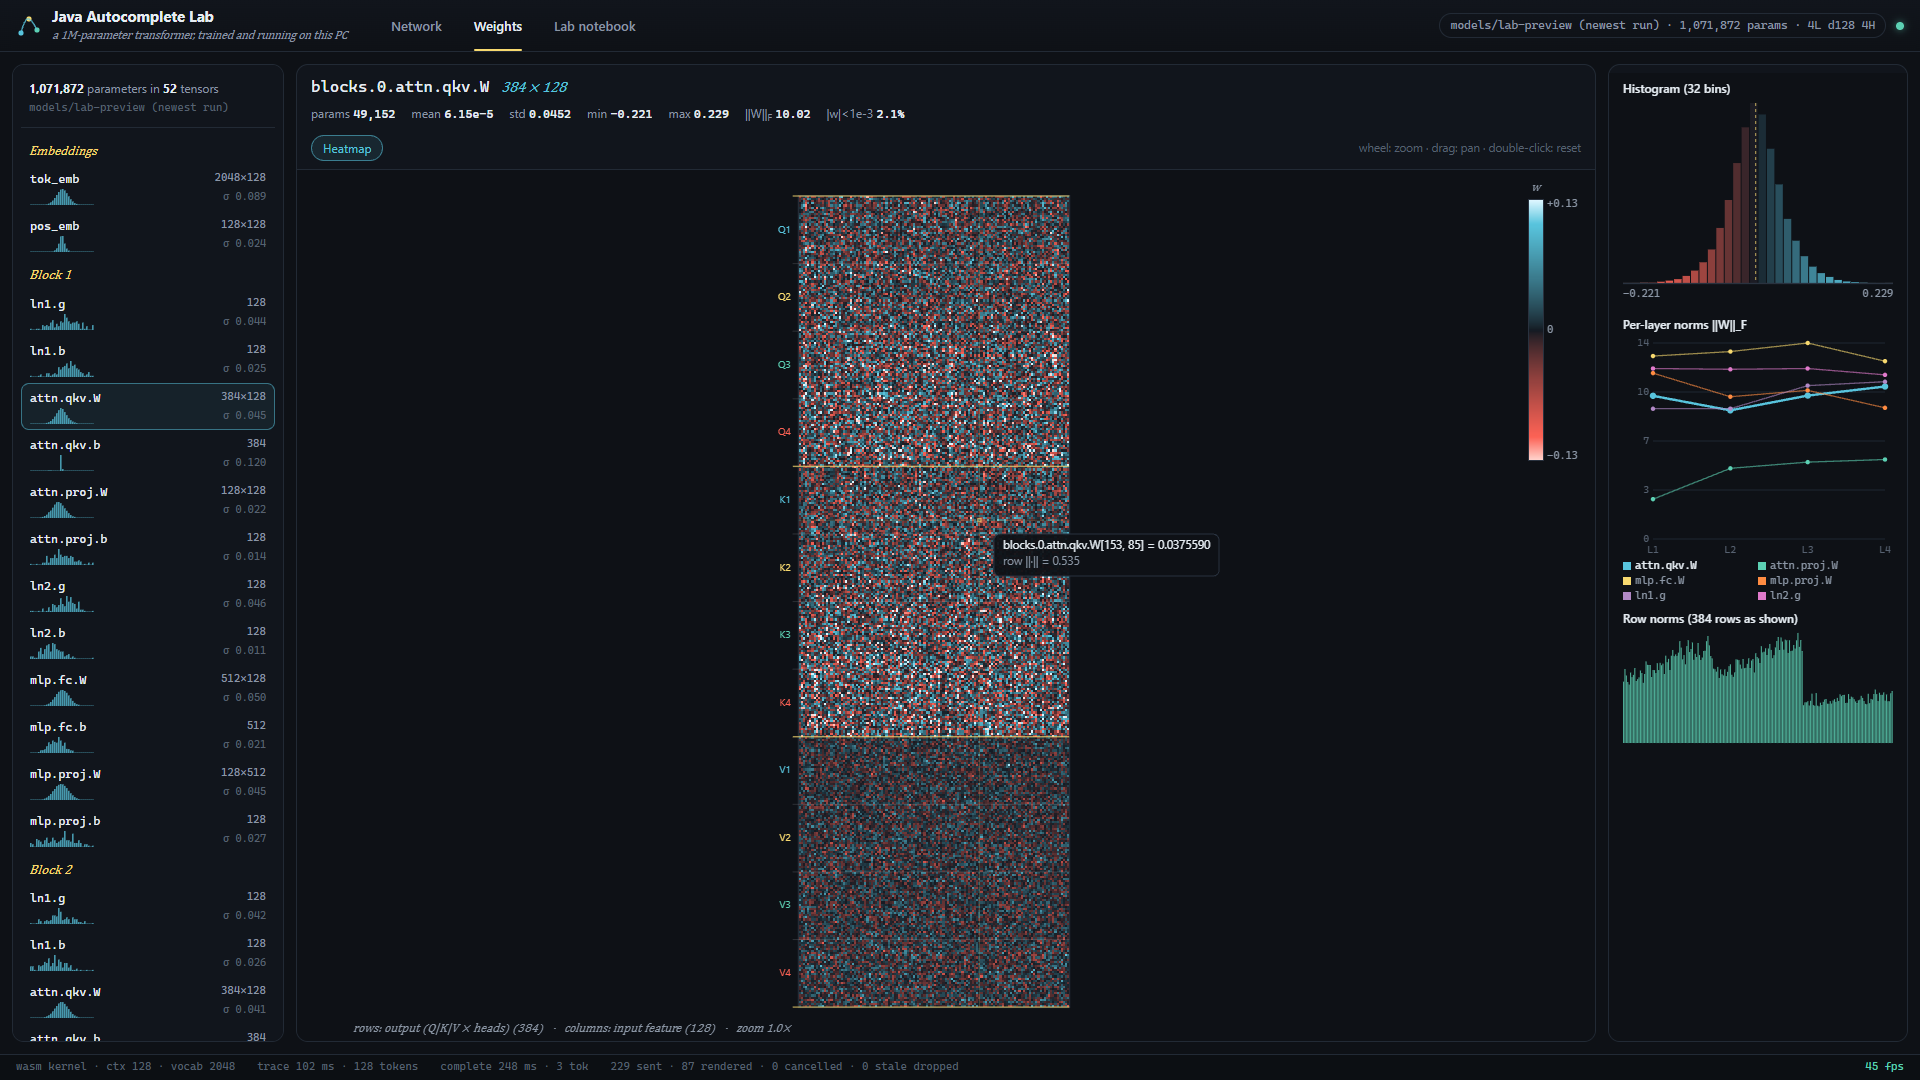 Java Autocomplete Lab
a 1M-parameter transformer, trained and running on this PC
Network
Weights
Lab notebook
models/lab-preview (newest run) · 1,071,872 params · 4L d128 4H
1,071,872 parameters in 52 tensors
models/lab-preview (newest run)
Embeddings
tok_emb 2048×128
σ 0.089
pos_emb 128×128
σ 0.024
Block 1
ln1.g 128
σ 0.044
ln1.b 128
σ 0.025
attn.qkv.W 384×128
σ 0.045
attn.qkv.b 384
σ 0.120
attn.proj.W 128×128
σ 0.022
attn.proj.b 128
σ 0.014
ln2.g 128
σ 0.046
ln2.b 128
σ 0.011
mlp.fc.W 512×128
σ 0.050
mlp.fc.b 512
σ 0.021
mlp.proj.W 128×512
σ 0.045
mlp.proj.b 128
σ 0.027
Block 2
ln1.g 128
σ 0.042
ln1.b 128
σ 0.026
attn.qkv.W 384×128
σ 0.041
attn.qkv.b 384
blocks.0.attn.qkv.W 384 × 128
params 49,152 mean 6.15e-5 std 0.0452 min −0.221 max 0.229 ||W||F 10.02 |w|<1e-3 2.1%
Heatmap
wheel: zoom · drag: pan · double-click: reset
Q1
Q2
Q3
Q4
K1
K2
K3
K4
V1
V2
V3
V4
blocks.0.attn.qkv.W[153, 85] = 0.0375590
row ||·|| = 0.535
w
+0.13
0
−0.13
rows: output (Q|K|V × heads) (384) · columns: input feature (128) · zoom 1.0×
Histogram (32 bins)
−0.221 0.229
Per-layer norms ||W||_F
14
10
7
3
0
L1 L2 L3 L4
attn.qkv.W attn.proj.W
mlp.fc.W mlp.proj.W
ln1.g ln2.g
Row norms (384 rows as shown)
wasm kernel · ctx 128 · vocab 2048 trace 102 ms · 128 tokens complete 248 ms · 3 tok 229 sent · 87 rendered · 0 cancelled · 0 stale dropped
45 fps